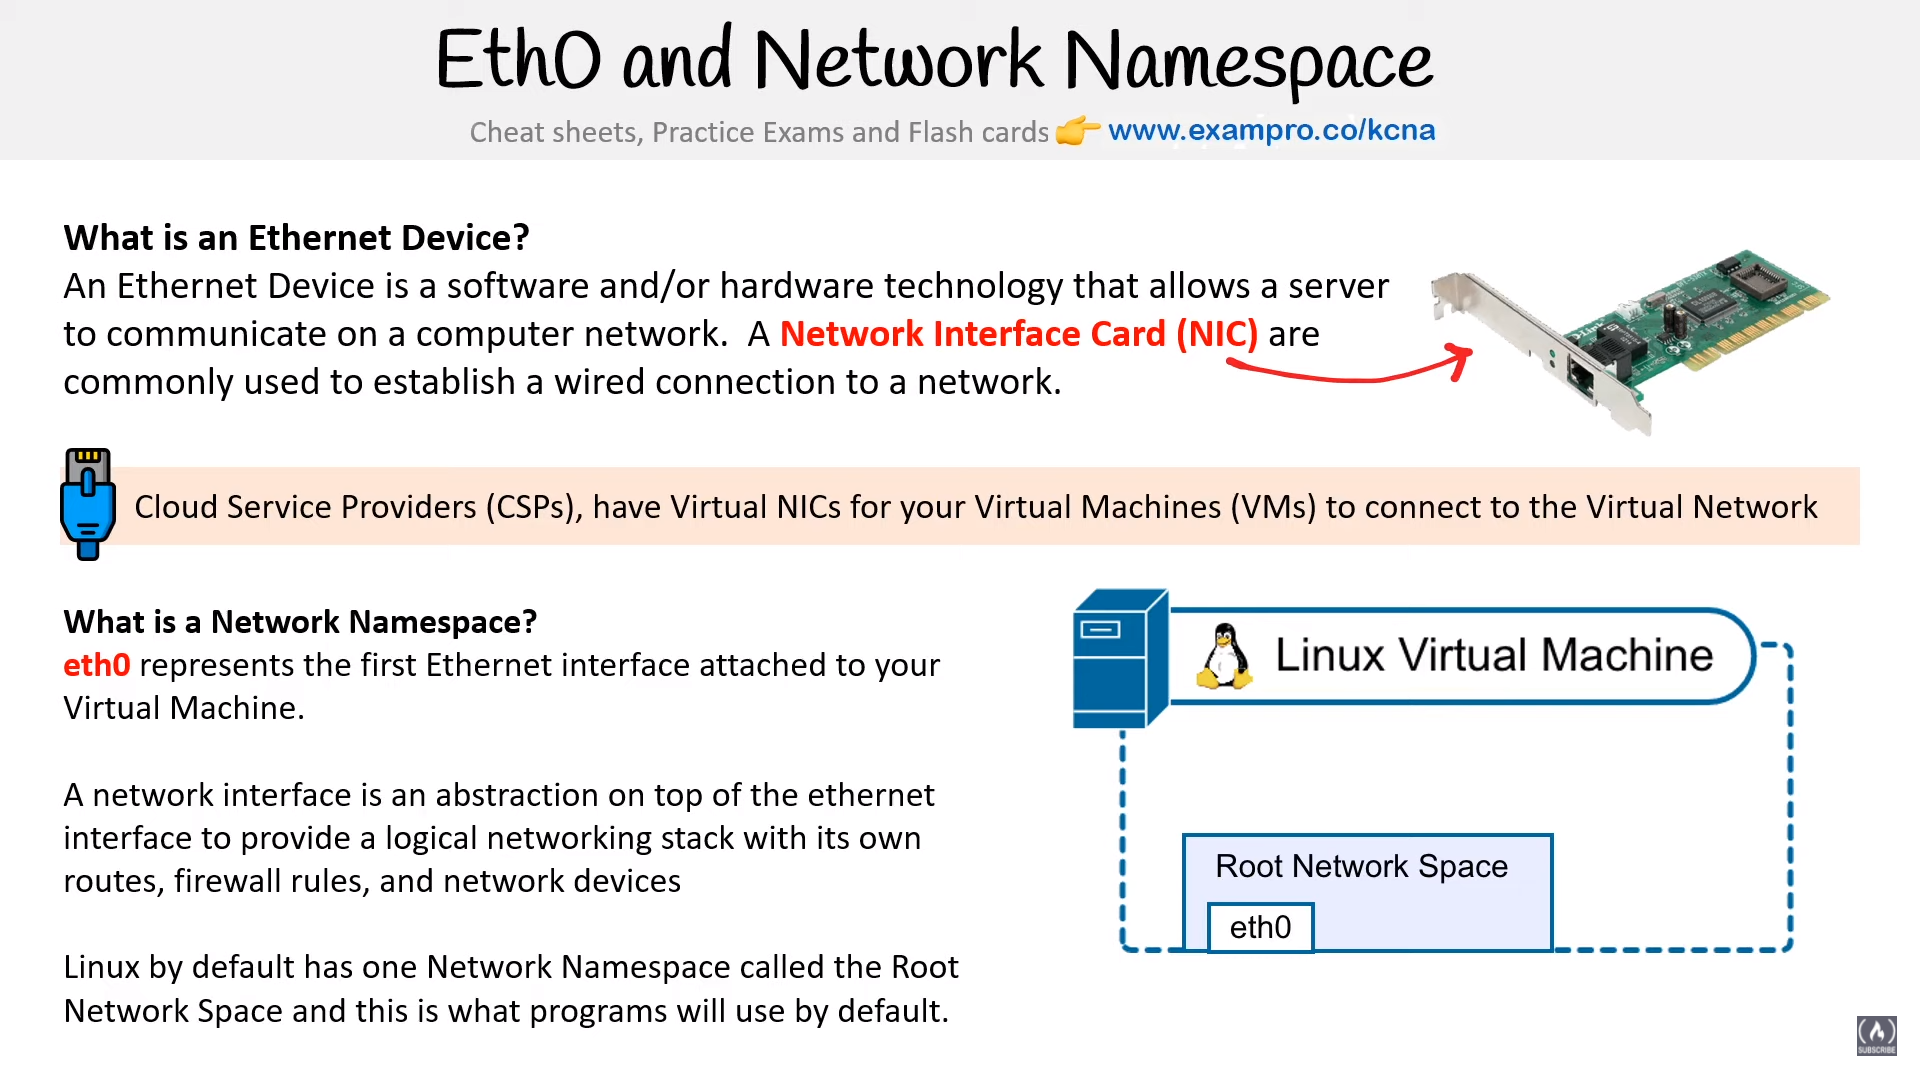 Eth0 and Network Namespace
Cheat sheets, Practice Exams and Flash cards 👉 www.exampro.co/kcna
What is an Ethernet Device?
An Ethernet Device is a software and/or hardware technology that allows a server
to communicate on a computer network.  A Network Interface Card (NIC) are
commonly used to establish a wired connection to a network.
Cloud Service Providers (CSPs), have Virtual NICs for your Virtual Machines (VMs) to connect to the Virtual Network
What is a Network Namespace?
eth0 represents the first Ethernet interface attached to your
Virtual Machine.
A network interface is an abstraction on top of the ethernet
interface to provide a logical networking stack with its own
routes, firewall rules, and network devices
Linux by default has one Network Namespace called the Root
Network Space and this is what programs will use by default.
Linux Virtual Machine
Root Network Space
eth0
SUBSCRIBE